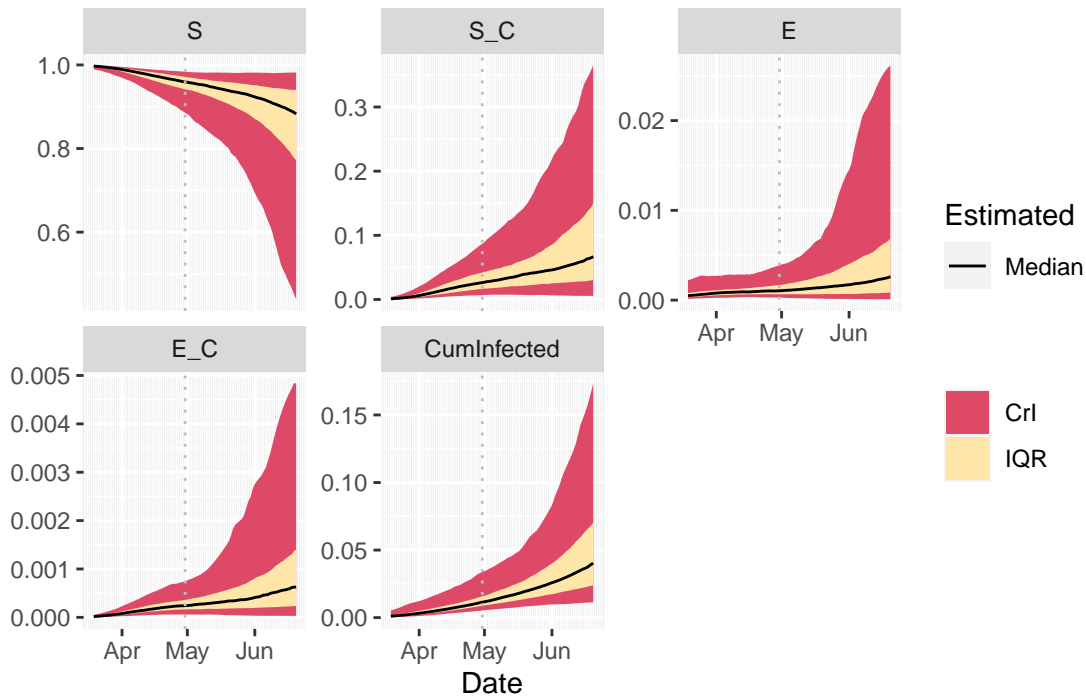 S
S_C
E
1.0
0.8
0.6
0.3
0.2
0.1
0.0
0.02
0.01
0.00
Apr
May
Jun
E_C
CumInfected
0.005
0.004
0.003
0.002
0.001
0.000
0.15
0.10
0.05
0.00
Apr
May
Jun
Apr
May
Jun
Date
Estimated
Median
CrI
IQR